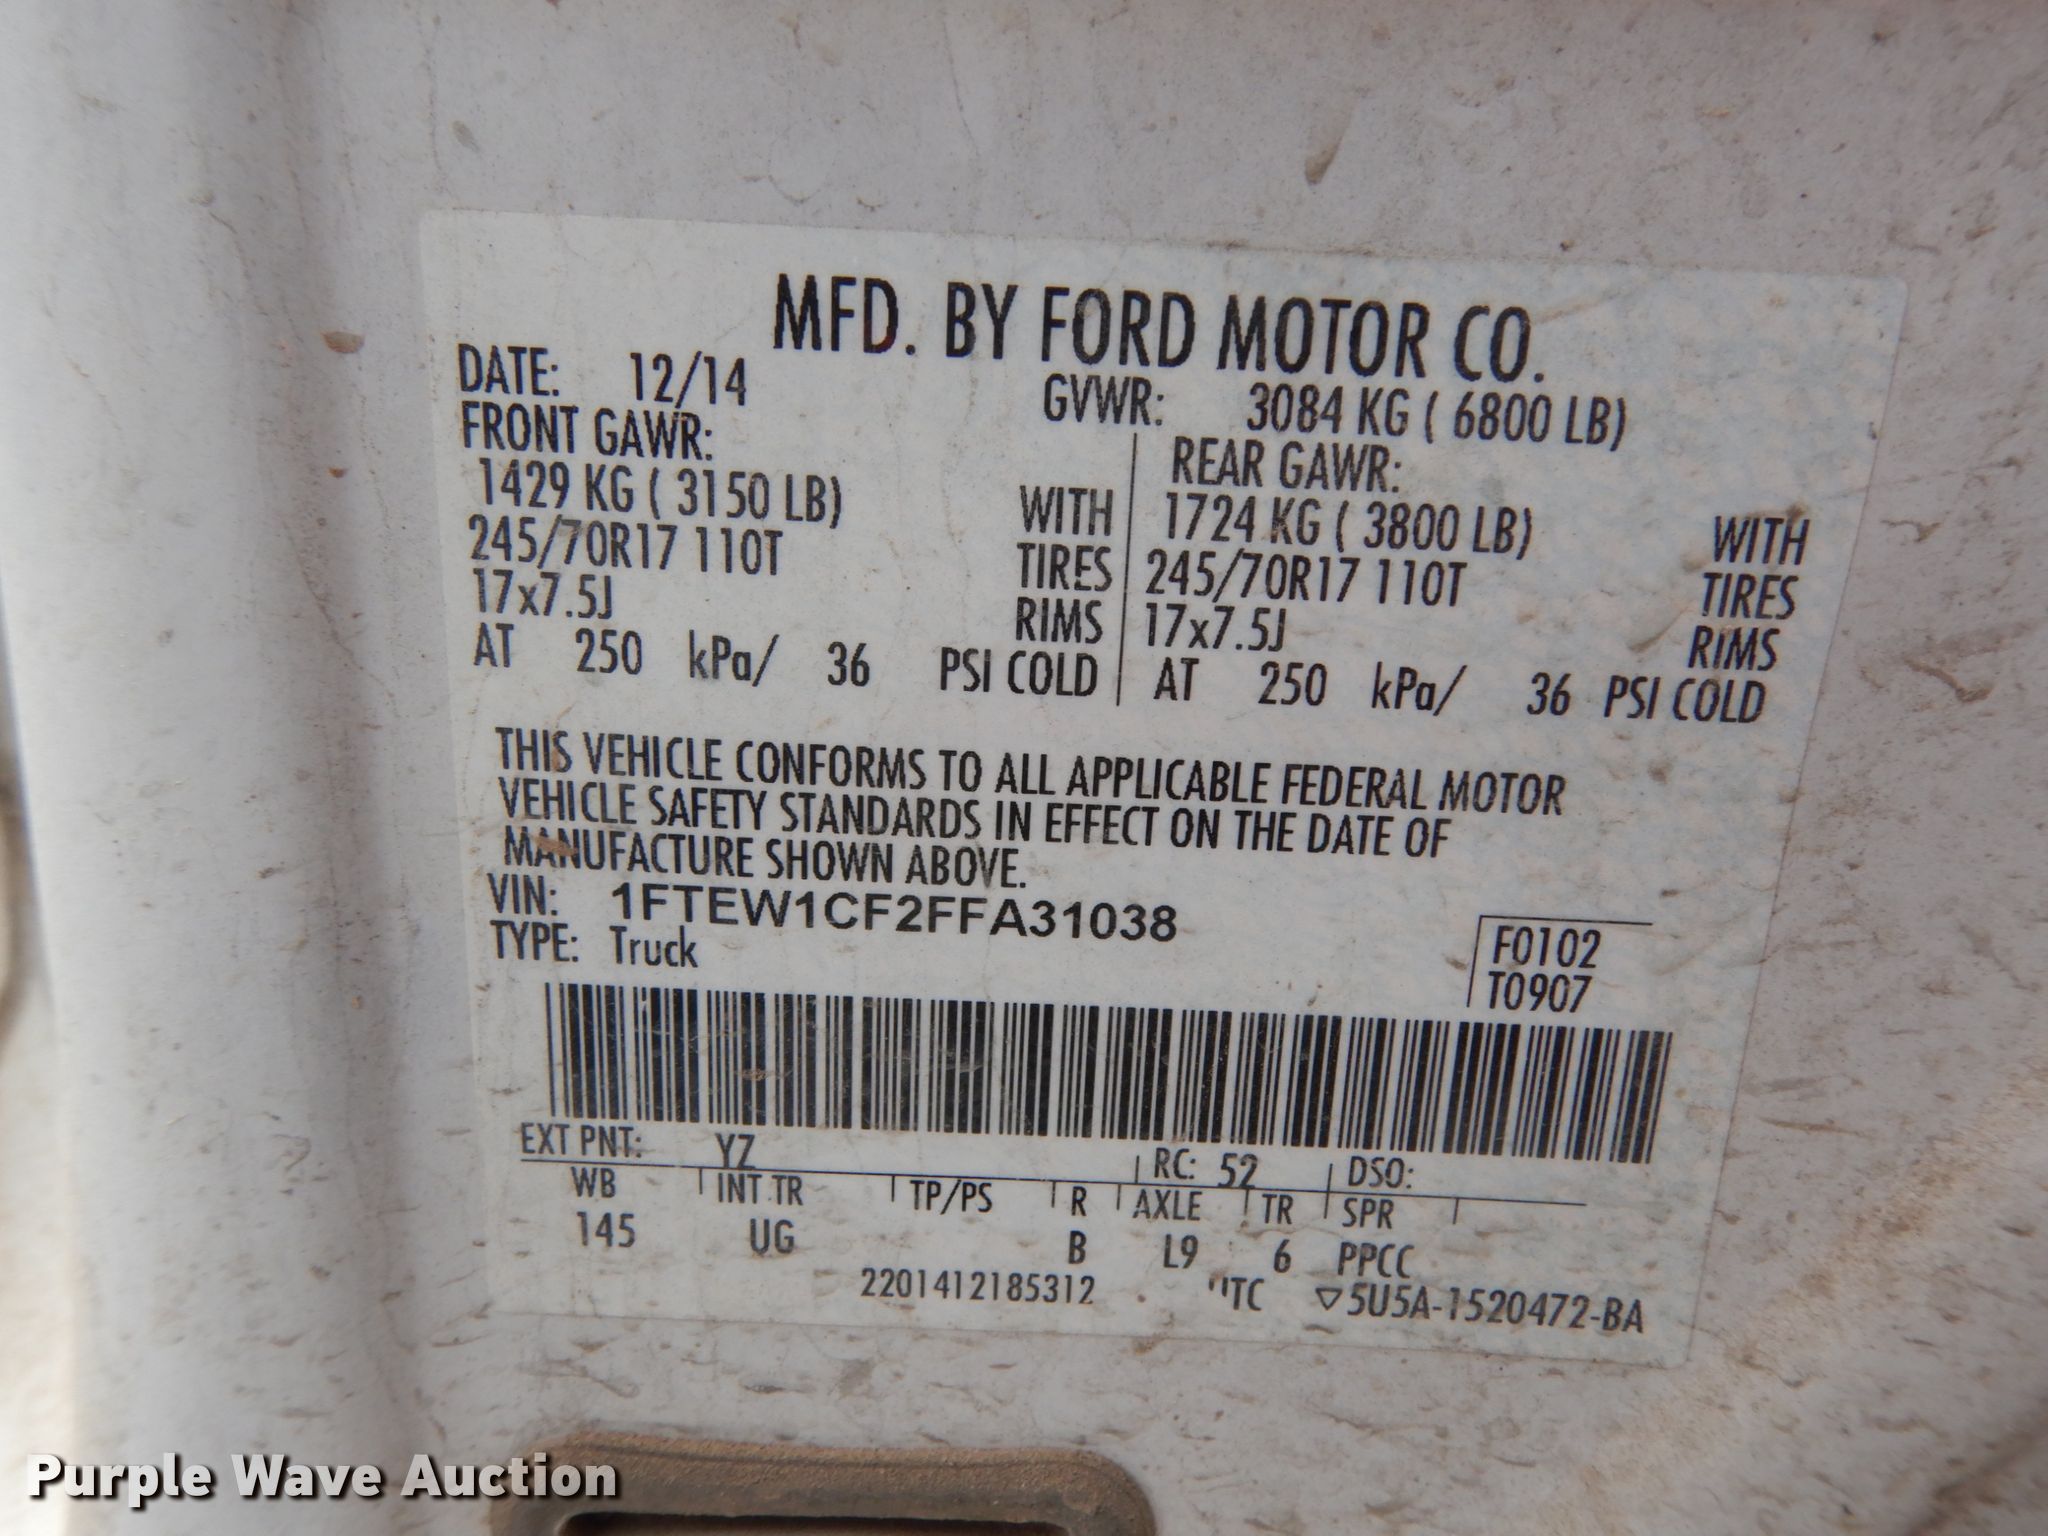 MFD. BY FORD MOTOR CO.
DATE: 12/14 GVWR: 3084 KG ( 6800 LB)
FRONT GAWR: REAR GAWR:
1429 KG ( 3150 LB) WITH 1724 KG ( 3800 LB) WITH
245/70R17 110T TIRES 245/70R17 110T TIRES
17x7.5J RIMS 17x7.5J RIMS
AT 250 kPa/ 36 PSI COLD AT 250 kPa/ 36 PSI COLD
THIS VEHICLE CONFORMS TO ALL APPLICABLE FEDERAL MOTOR
VEHICLE SAFETY STANDARDS IN EFFECT ON THE DATE OF
MANUFACTURE SHOWN ABOVE.
VIN: 1FTEW1CF2FFA31038
TYPE: Truck
F0102
T0907
EXT PNT: YZ RC: 52 DSO:
WB INT TR TP/PS R AXLE TR SPR
145 UG B L9 6 PPCC
2201412185312 ▽5U5A-1520472-BA
Purple Wave Auction